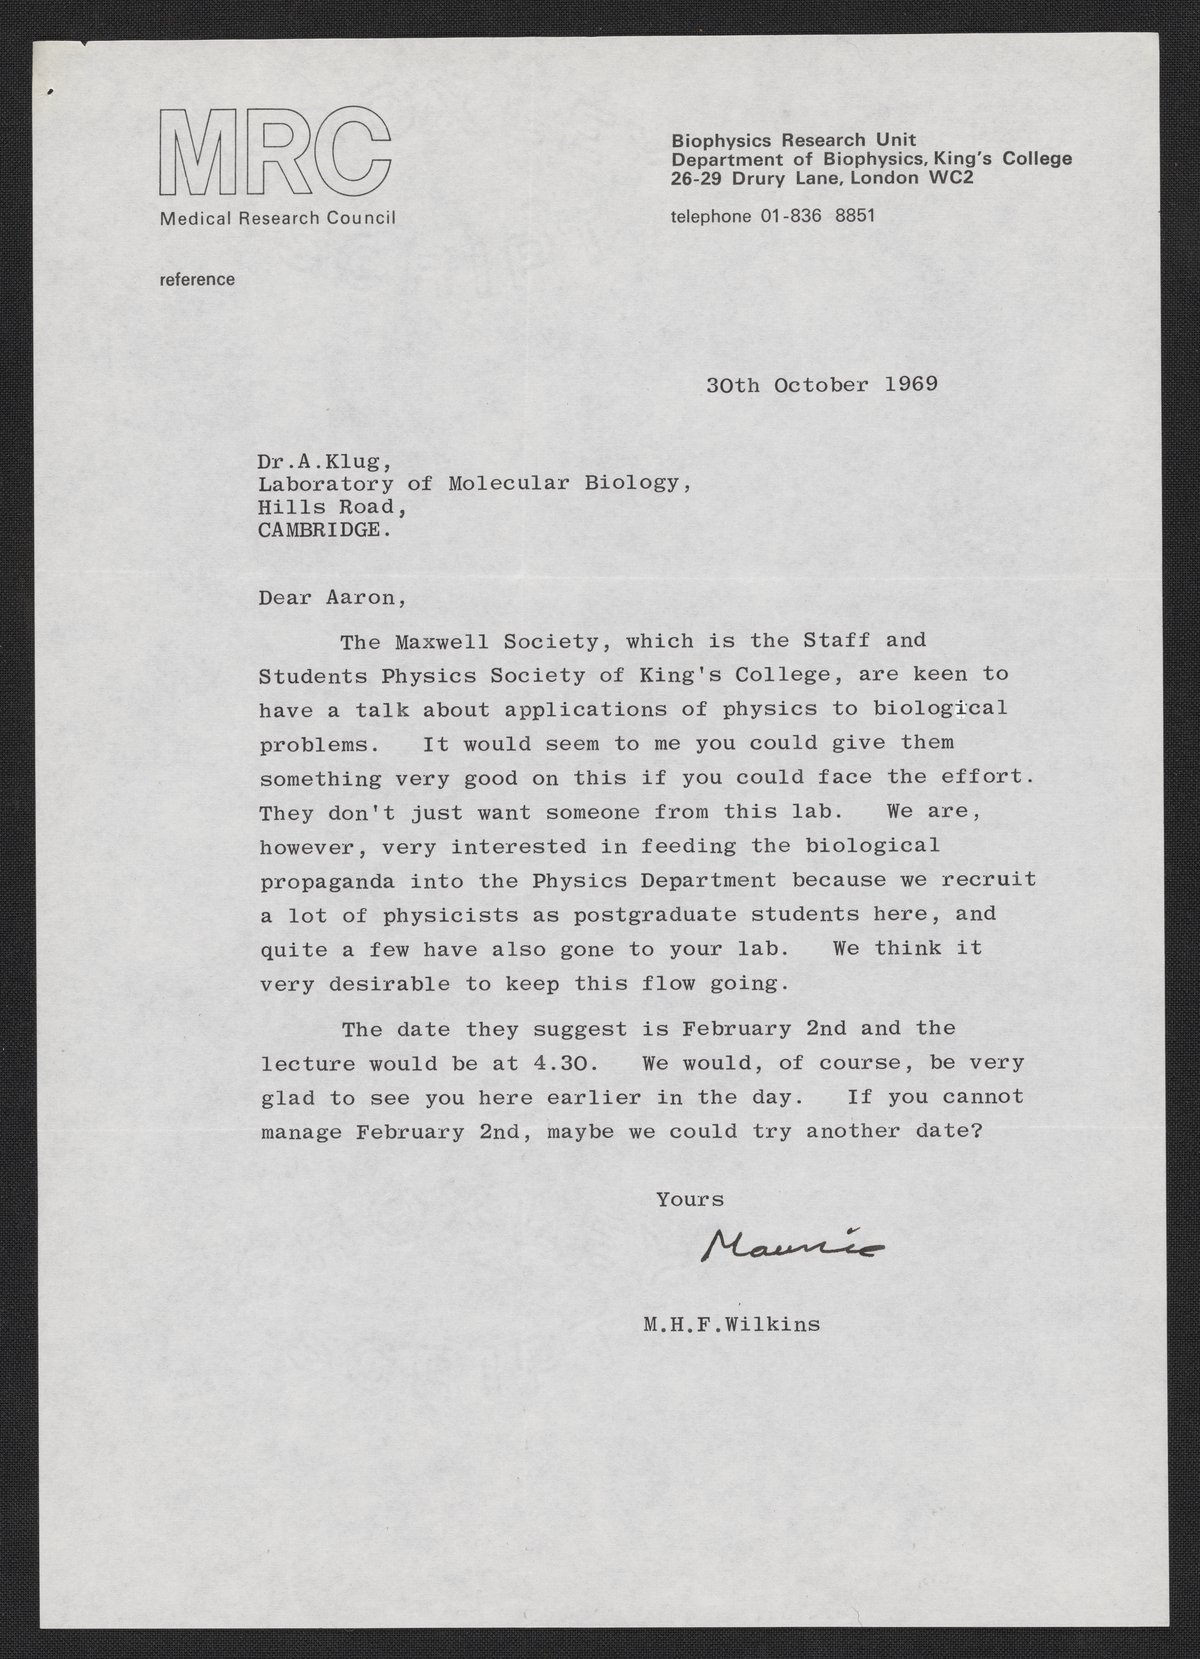 MRC
Medical Research Council
Biophysics Research Unit
Department of Biophysics, King's College
26-29 Drury Lane, London WC2
telephone 01-836 8851
reference
30th October 1969
Dr.A.Klug,
Laboratory of Molecular Biology,
Hills Road,
CAMBRIDGE.
Dear Aaron,
The Maxwell Society, which is the Staff and
Students Physics Society of King's College, are keen to
have a talk about applications of physics to biological
problems. It would seem to me you could give them
something very good on this if you could face the effort.
They don't just want someone from this lab. We are,
however, very interested in feeding the biological
propaganda into the Physics Department because we recruit
a lot of physicists as postgraduate students here, and
quite a few have also gone to your lab. We think it
very desirable to keep this flow going.
The date they suggest is February 2nd and the
lecture would be at 4.30. We would, of course, be very
glad to see you here earlier in the day. If you cannot
manage February 2nd, maybe we could try another date?
Yours
Maurice
M.H.F.Wilkins